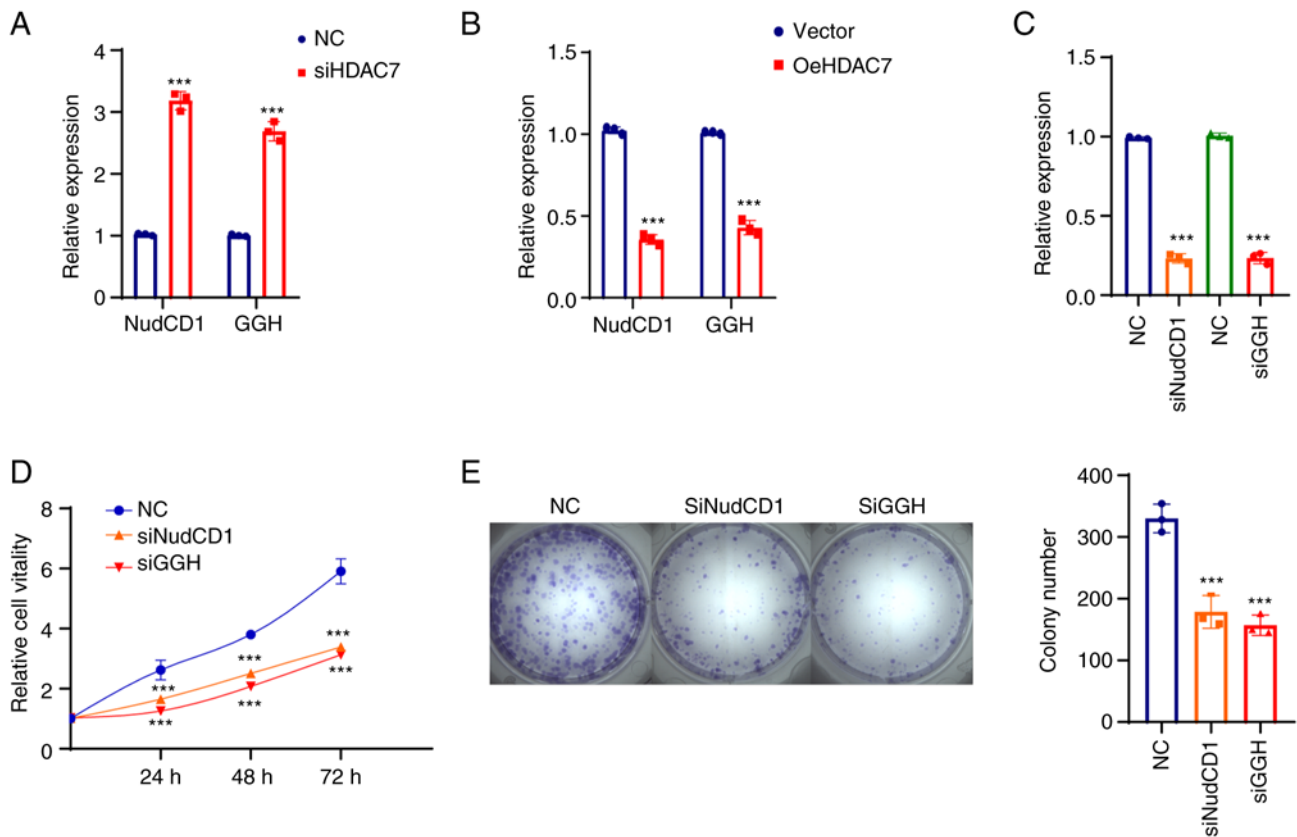 A
NC
siHDAC7
Relative expression
4
3
2
1
0
***
***
NudCD1
GGH
B
Vector
OeHDAC7
Relative expression
1.5
1.0
0.5
0.0
***
***
NudCD1
GGH
C
Relative expression
1.5
1.0
0.5
0.0
***
***
NC
siNudCD1
NC
siGGH
D
NC
siNudCD1
siGGH
Relative cell vitality
8
6
4
2
0
***
***
***
***
***
***
24 h
48 h
72 h
E
NC
SiNudCD1
SiGGH
Colony number
400
300
200
100
0
***
***
NC
siNudCD1
siGGH